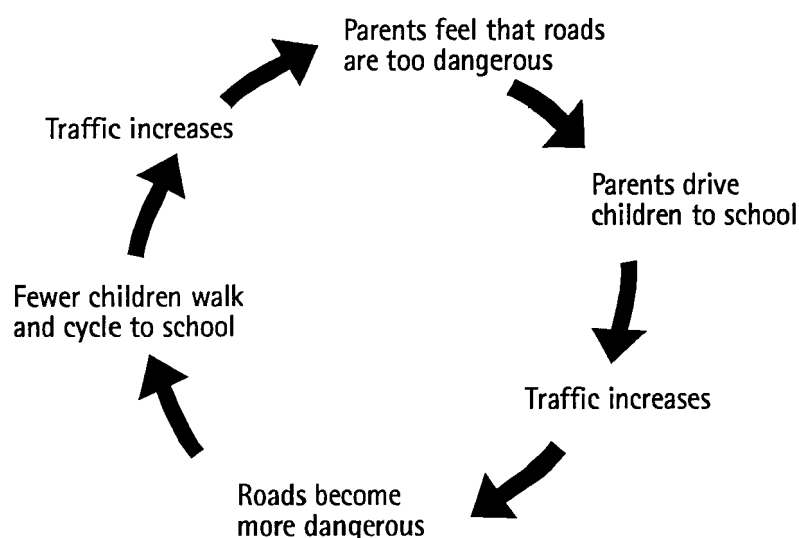 Parents feel that roads
are too dangerous
Parents drive
children to school
Traffic increases
Roads become
more dangerous
Fewer children walk
and cycle to school
Traffic increases